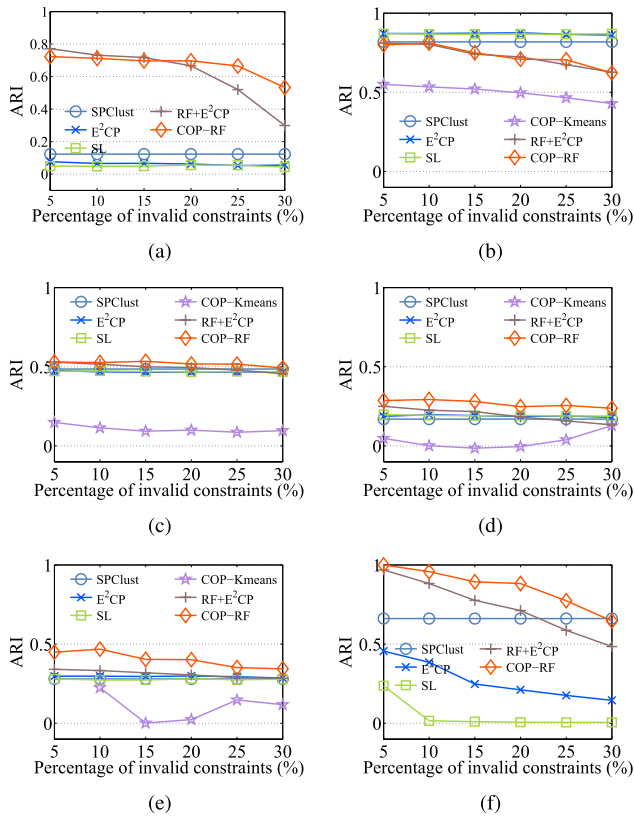 1
0.8
0.6
0.4
0.2
0
ARI
SPClust
E²CP
SL
RF+E²CP
COP−RF
5 10 15 20 25 30
Percentage of invalid constraints (%)
(a)
1
0.5
0
ARI
SPClust
E²CP
SL
COP−Kmeans
RF+E²CP
COP−RF
5 10 15 20 25 30
Percentage of invalid constraints (%)
(b)
1
0.5
0
ARI
SPClust
E²CP
SL
COP−Kmeans
RF+E²CP
COP−RF
5 10 15 20 25 30
Percentage of invalid constraints (%)
(c)
1
0.5
0
ARI
SPClust
E²CP
SL
COP−Kmeans
RF+E²CP
COP−RF
5 10 15 20 25 30
Percentage of invalid constraints (%)
(d)
1
0.5
0
ARI
SPClust
E²CP
SL
COP−Kmeans
RF+E²CP
COP−RF
5 10 15 20 25 30
Percentage of invalid constraints (%)
(e)
1
0.5
0
ARI
SPClust
E²CP
SL
RF+E²CP
COP−RF
5 10 15 20 25 30
Percentage of invalid constraints (%)
(f)